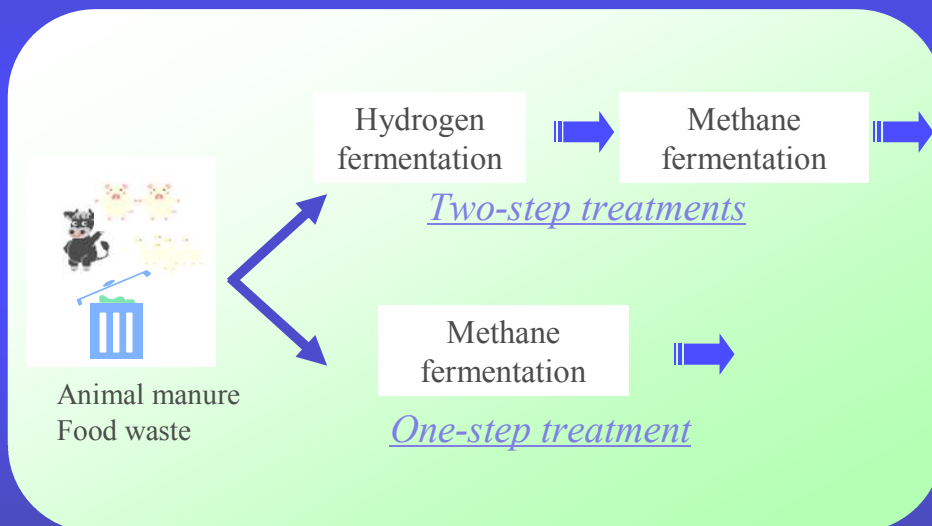 Hydrogen
fermentation
Methane
fermentation
Two-step treatments
Methane
fermentation
One-step treatment
Animal manure
Food waste